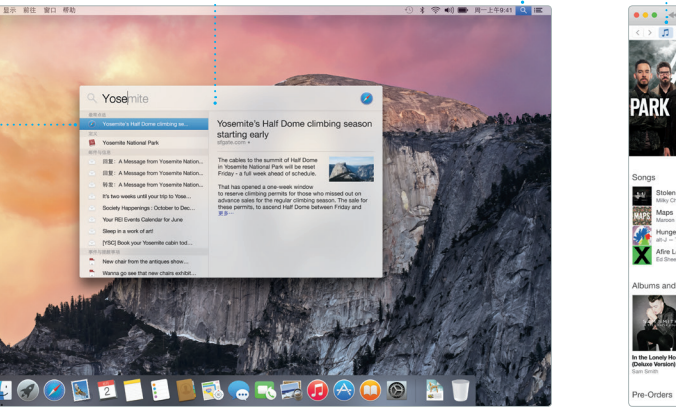 显示 前往 窗口 帮助
周一上午9:41
Yosemite
Yosemite's Half Dome climbing se...
Yosemite National Park
回复：A Message from Yosemite Nation...
回复：A Message from Yosemite Nation...
转发：A Message from Yosemite Nation...
It's two weeks until your trip to Yose...
Society Happenings : October to Dec...
Your REI Events Calendar for June
Sleep in a work of art!
[YSC] Book your Yosemite cabin tod...
New chair from the antiques show...
Wanna go see that new chairs exhibit...
Yosemite's Half Dome climbing season
starting early
sfgate.com
The cables to the summit of Half Dome
in Yosemite National Park will be reset
Friday - a full week ahead of schedule.
That has opened a one-week window
to reserve climbing permits for those who missed out on
advance sales for the regular climbing season. The sale for
these permits, to ascend Half Dome between Friday and
更多…
2
PARK
Songs
Stolen
Milky Ch
MAPS
Maps
Maroon
Hunge
alt-J –
Afire L
Ed Shee
Albums and
In the Lonely Ho
(Deluxe Version)
Sam Smith
Pre-Orders